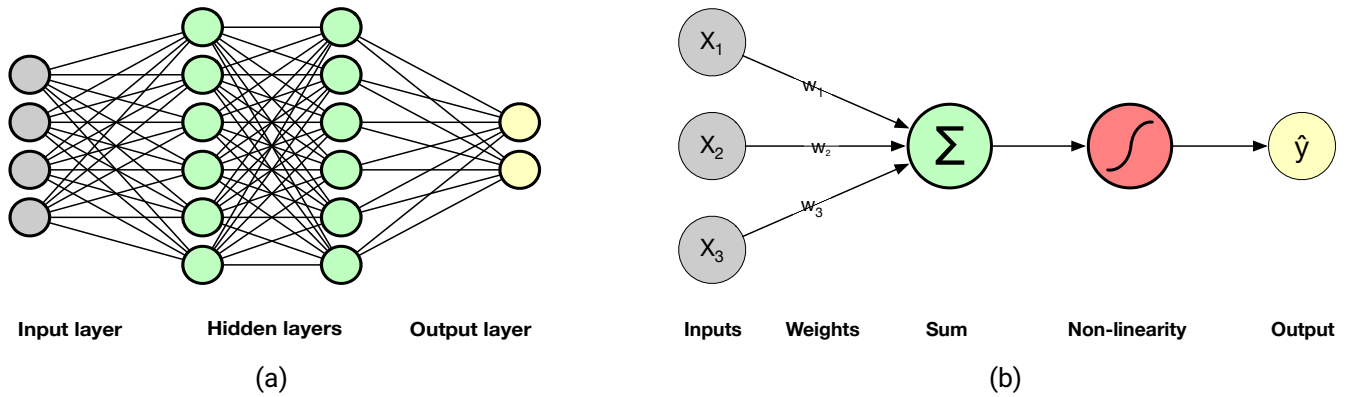 X₁
w₁
X₂
w₂
Σ
ŷ
w₃
X₃
Input layer
Hidden layers
Output layer
Inputs
Weights
Sum
Non-linearity
Output
(a)
(b)